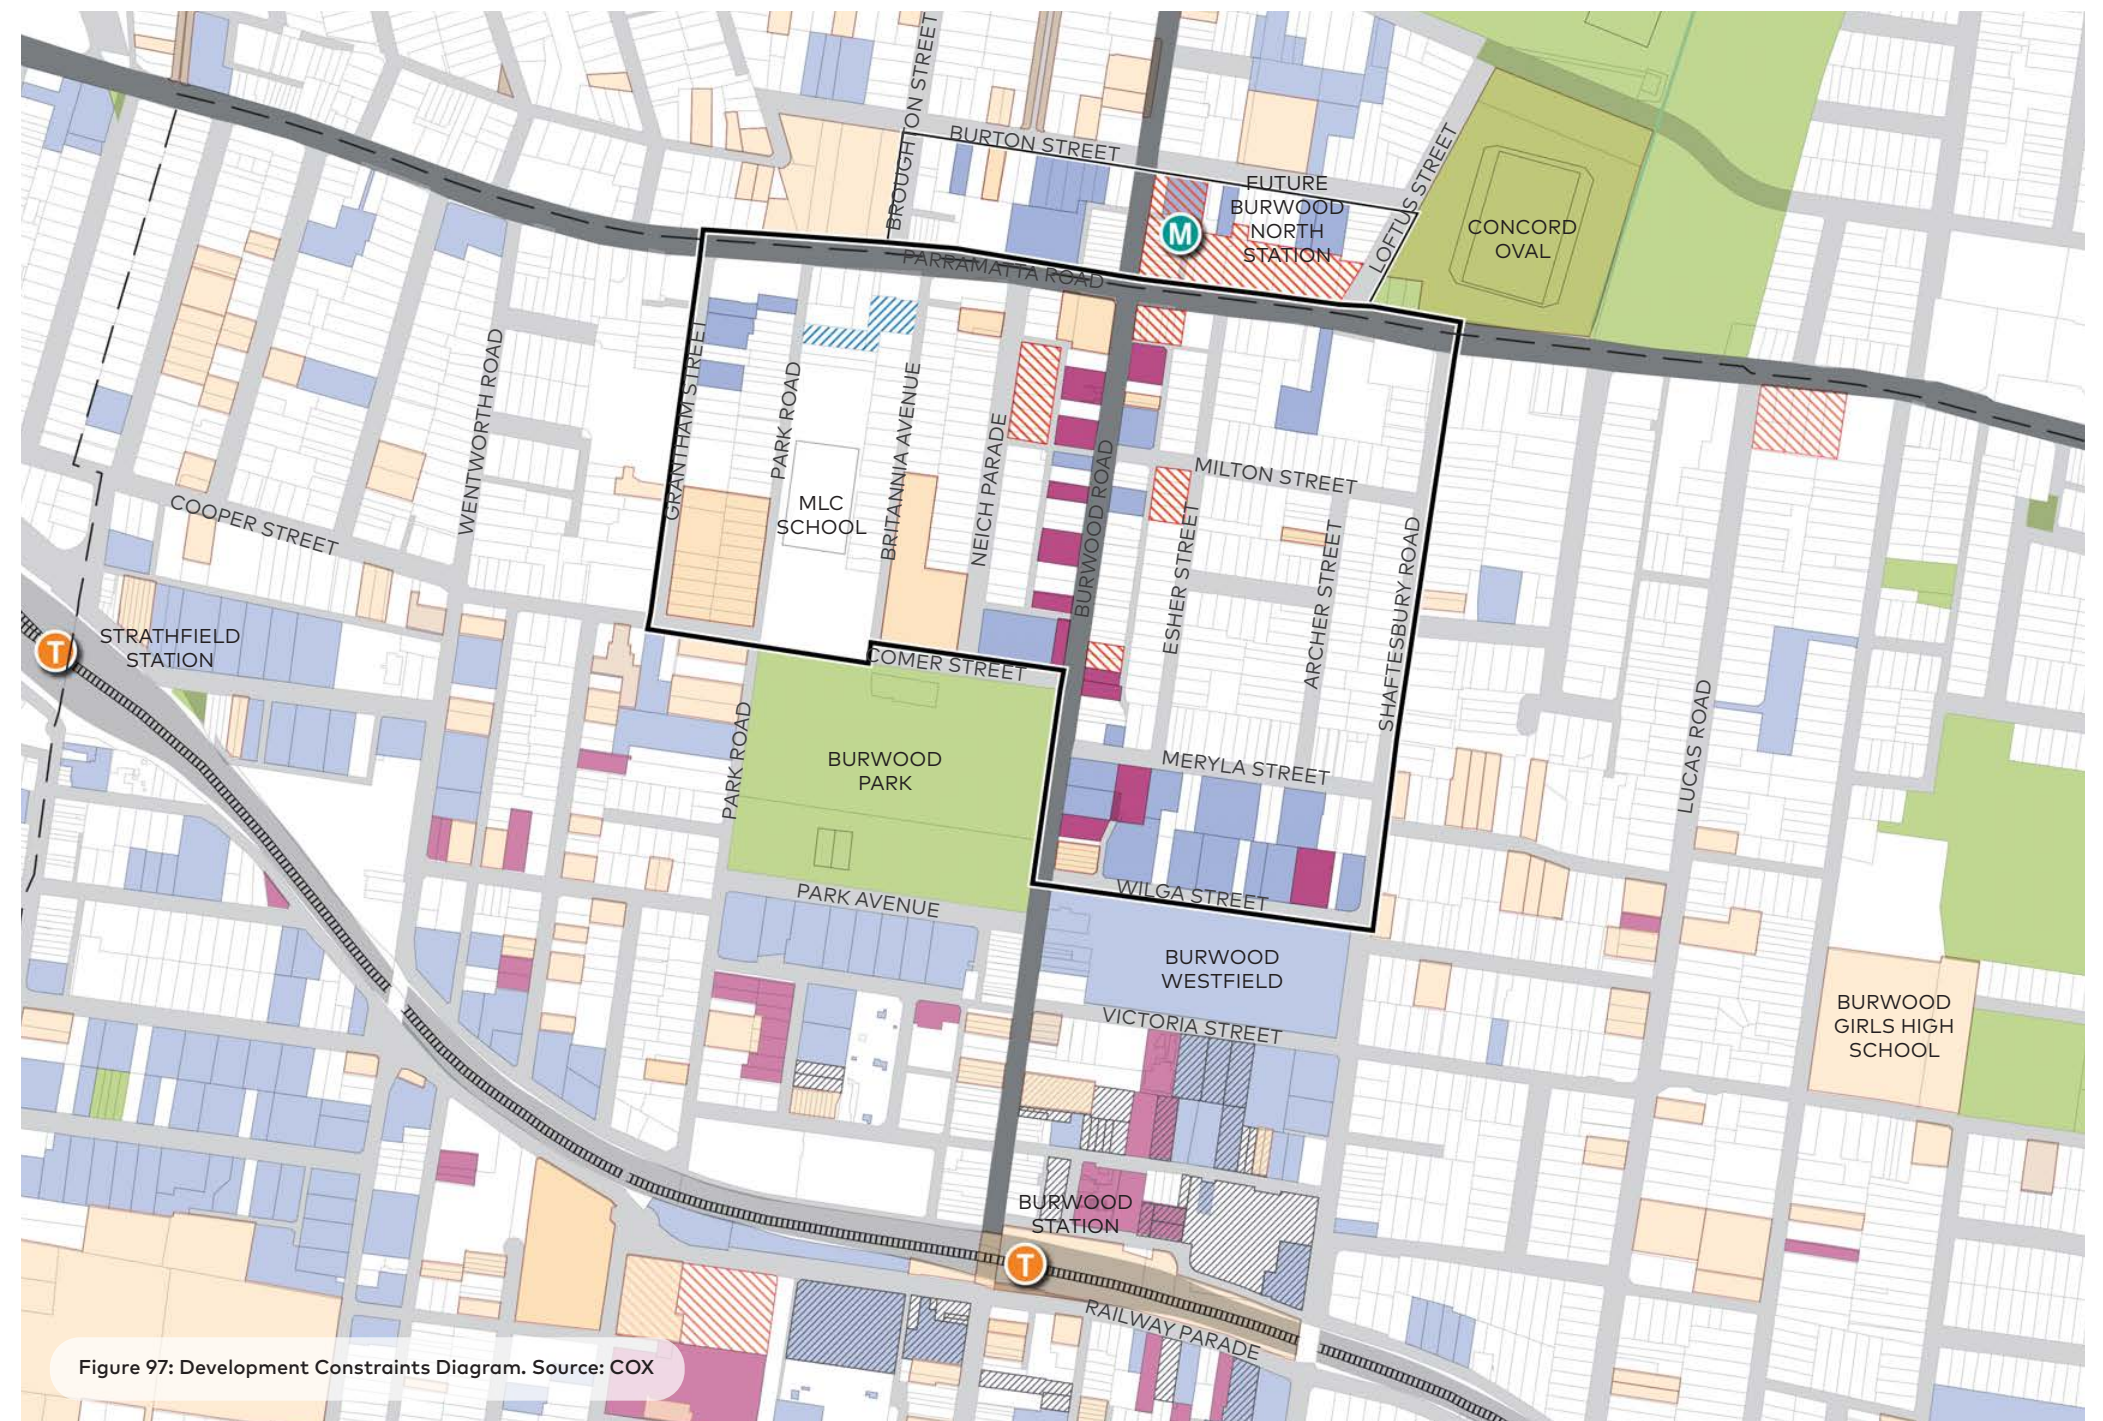 BROUGHTON STREET
BURTON STREET
FUTURE
BURWOOD
NORTH
STATION
M
LOFTUS STREET
CONCORD
OVAL
PARRAMATTA ROAD
GRANTHAM STREET
WENTWORTH ROAD
PARK ROAD
BRITANNIA AVENUE
NEICH PARADE
BURWOOD ROAD
MILTON STREET
MLC
SCHOOL
COOPER STREET
ESHER STREET
ARCHER STREET
SHAFTESBURY ROAD
T
STRATHFIELD
STATION
COMER STREET
LUCAS ROAD
PARK ROAD
BURWOOD
PARK
MERYLA STREET
PARK AVENUE
WILGA STREET
BURWOOD
WESTFIELD
VICTORIA STREET
BURWOOD
GIRLS HIGH
SCHOOL
BURWOOD
STATION
T
RAILWAY PARADE
Figure 97: Development Constraints Diagram. Source: COX